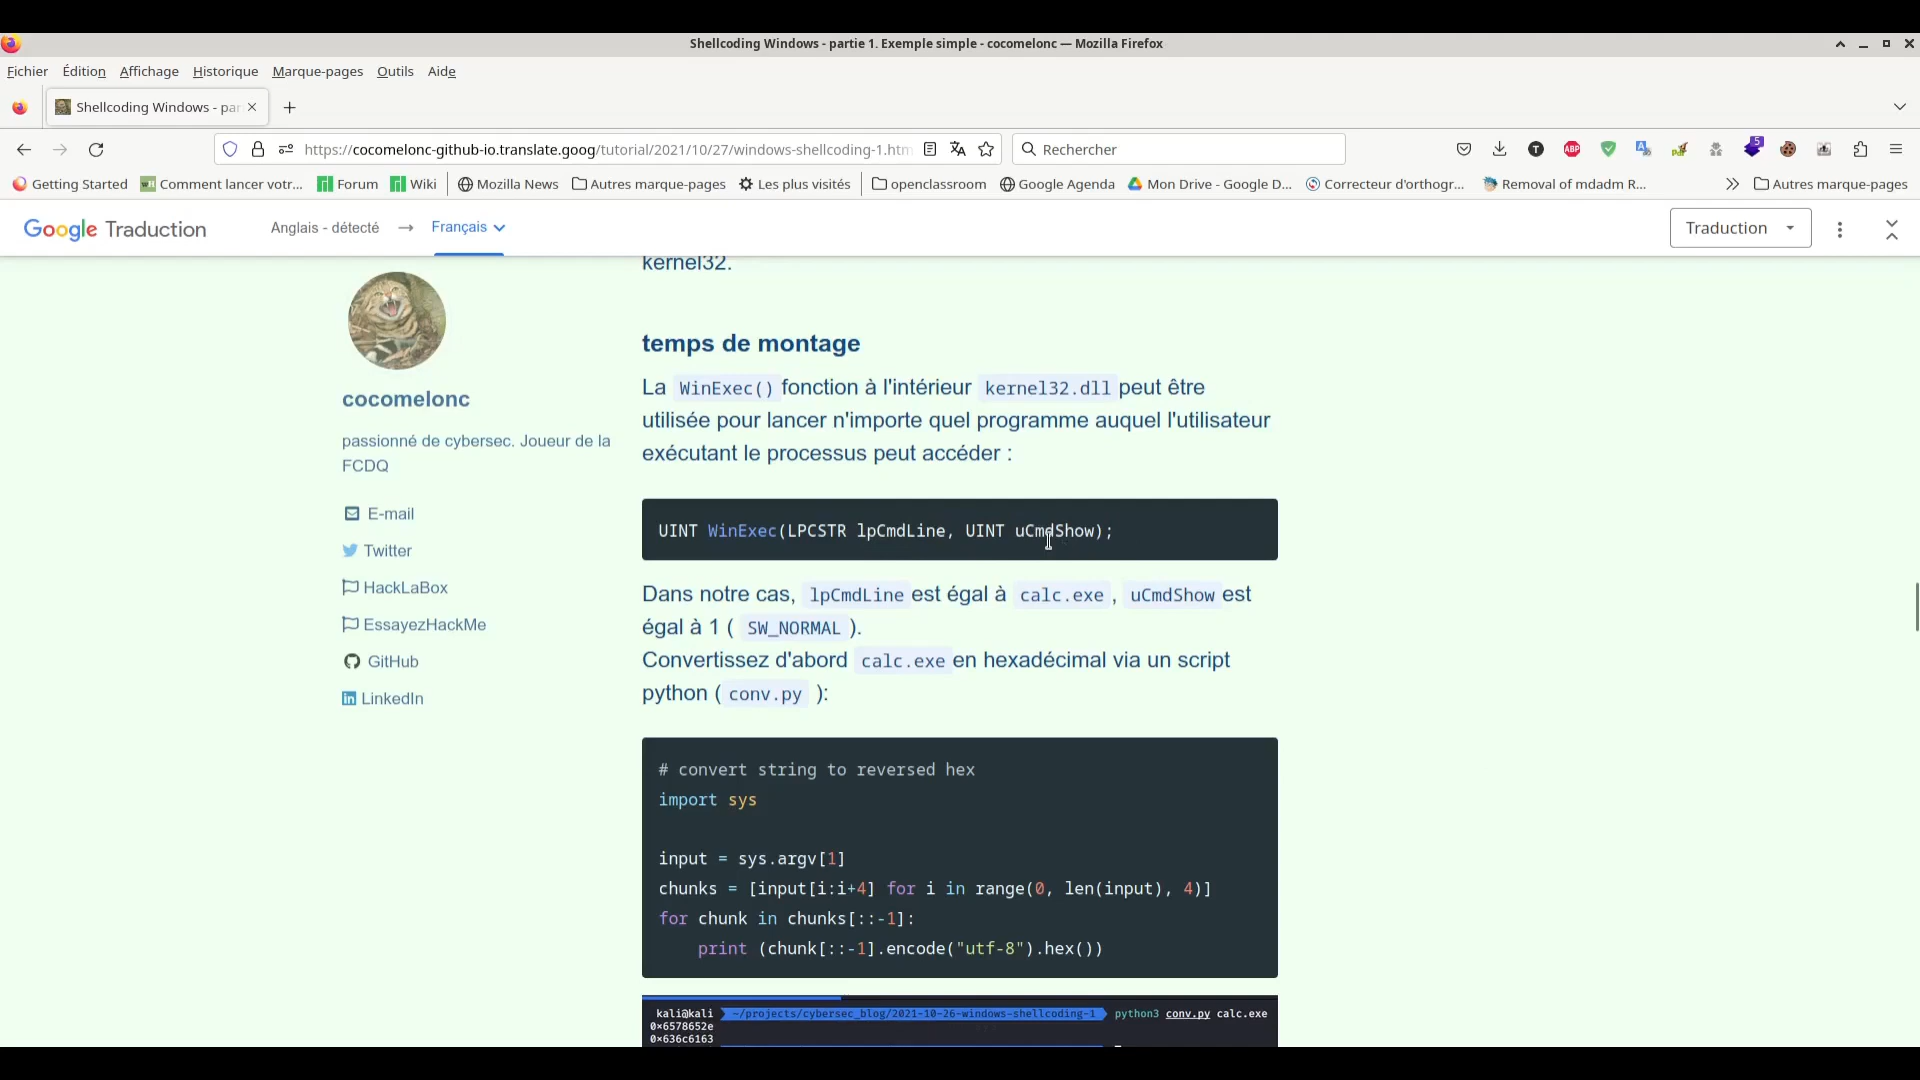 Shellcoding Windows - partie 1. Exemple simple - cocomelonc — Mozilla Firefox
Fichier Édition Affichage Historique Marque-pages Outils Aide
Shellcoding Windows - par
https://cocomelonc-github-io.translate.goog/tutorial/2021/10/27/windows-shellcoding-1.htm
Rechercher
T ABP 5
Getting Started Comment lancer votr... Forum Wiki Mozilla News Autres marque-pages Les plus visités openclassroom Google Agenda Mon Drive - Google D... Correcteur d'orthogr... Removal of mdadm R... Autres marque-pages
Google Traduction Anglais - détecté → Français Traduction
kernel32.
cocomelonc
passionné de cybersec. Joueur de la
FCDQ
E-mail
Twitter
HackLaBox
EssayezHackMe
GitHub
LinkedIn
temps de montage
La WinExec() fonction à l'intérieur kernel32.dll peut être
utilisée pour lancer n'importe quel programme auquel l'utilisateur
exécutant le processus peut accéder :
UINT WinExec(LPCSTR lpCmdLine, UINT uCmdShow);
Dans notre cas, lpCmdLine est égal à calc.exe , uCmdShow est
égal à 1 ( SW_NORMAL ).
Convertissez d'abord calc.exe en hexadécimal via un script
python ( conv.py ):
# convert string to reversed hex
import sys
input = sys.argv[1]
chunks = [input[i:i+4] for i in range(0, len(input), 4)]
for chunk in chunks[::-1]:
    print (chunk[::-1].encode("utf-8").hex())
kali@kali ~/projects/cybersec_blog/2021-10-26-windows-shellcoding-1 python3 conv.py calc.exe
0×6578652e
0×636c6163